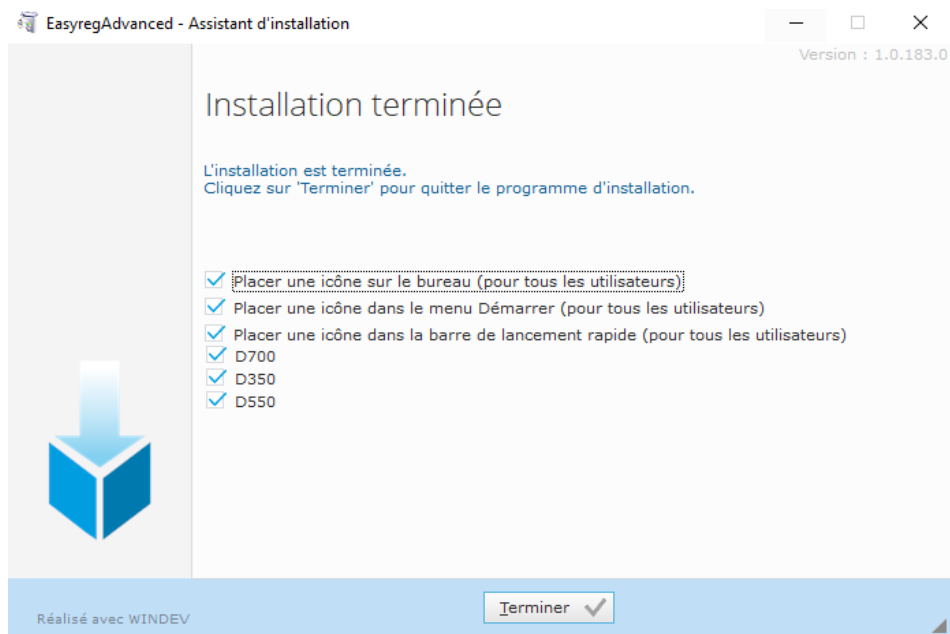 EasyregAdvanced - Assistant d'installation
Version : 1.0.183.0
Installation terminée
L'installation est terminée.
Cliquez sur 'Terminer' pour quitter le programme d'installation.
Placer une icône sur le bureau (pour tous les utilisateurs)
Placer une icône dans le menu Démarrer (pour tous les utilisateurs)
Placer une icône dans la barre de lancement rapide (pour tous les utilisateurs)
D700
D350
D550
Terminer
Réalisé avec WINDEV